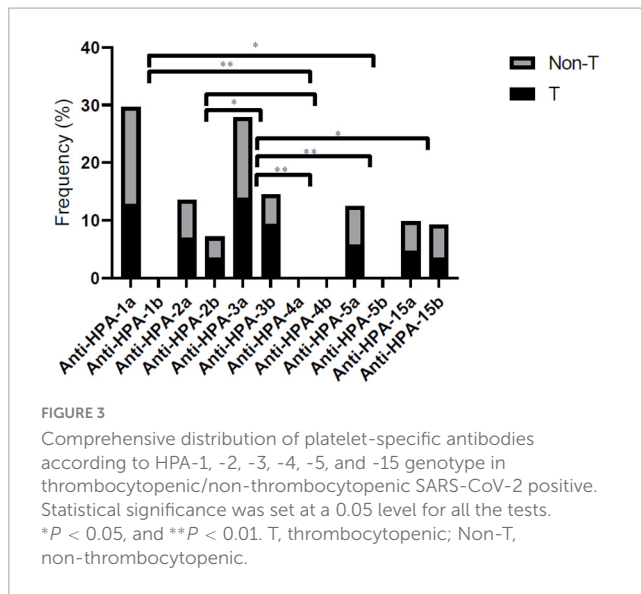 40
30
20
10
0
Frequency (%)
*
**
*
*
**
**
Non-T
T
Anti-HPA-1a
Anti-HPA-1b
Anti-HPA-2a
Anti-HPA-2b
Anti-HPA-3a
Anti-HPA-3b
Anti-HPA-4a
Anti-HPA-4b
Anti-HPA-5a
Anti-HPA-5b
Anti-HPA-15a
Anti-HPA-15b
FIGURE 3
Comprehensive distribution of platelet-specific antibodies
according to HPA-1, -2, -3, -4, -5, and -15 genotype in
thrombocytopenic/non-thrombocytopenic SARS-CoV-2 positive.
Statistical significance was set at a 0.05 level for all the tests.
*P < 0.05, and **P < 0.01. T, thrombocytopenic; Non-T,
non-thrombocytopenic.